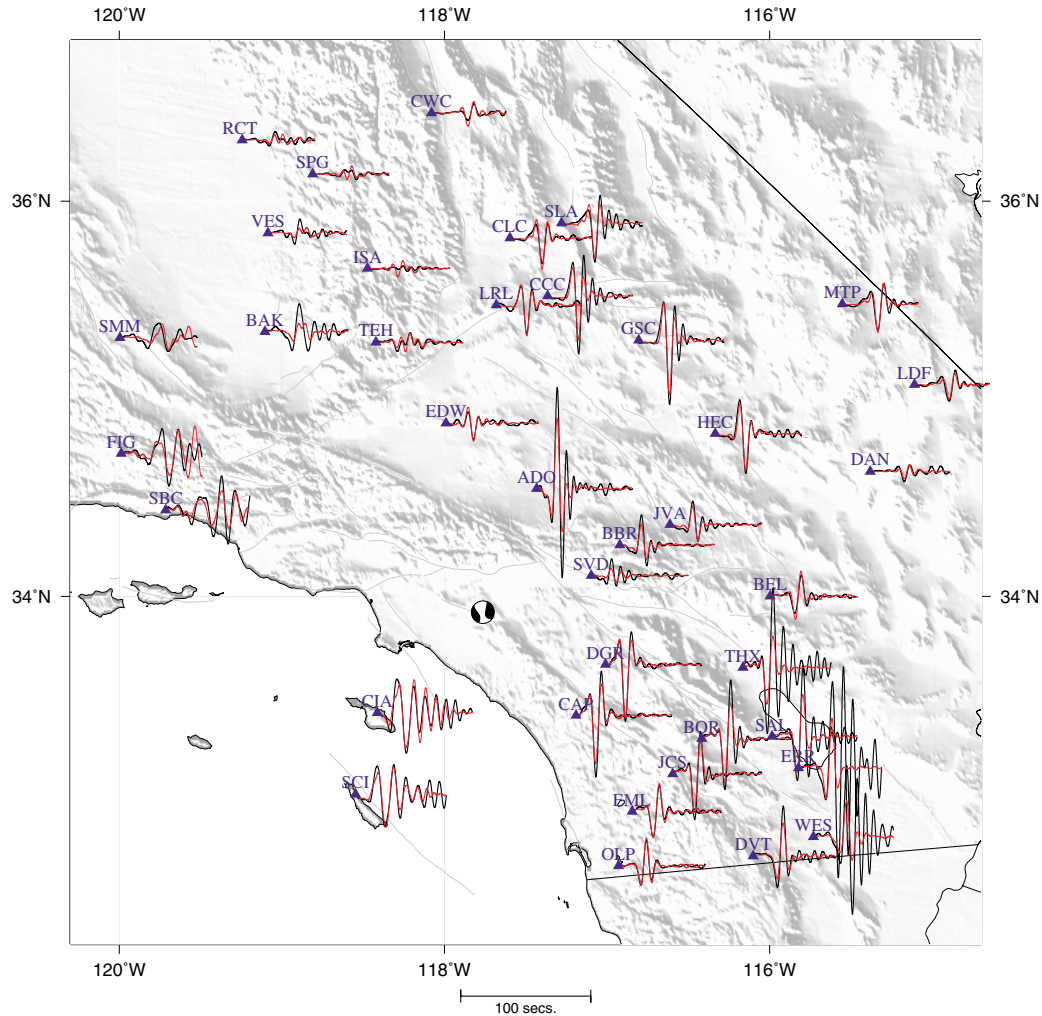 120˚W 118˚W 116˚W
CWC
RCT
SPG
36˚N 36˚N
SLA
VES
CLC
ISA
CCC
LRL
MTP
SMM
BAK
TEH
GSC
LDF
EDW
HEC
FIG
DAN
ADO
SBC
JVA
BBR
SVD
BEL
34˚N 34˚N
DGR
THX
CIA
CAP
BOR
SAL
ERR
JCS
SCI
EML
WES
DVT
OLP
120˚W 118˚W 116˚W
100 secs.